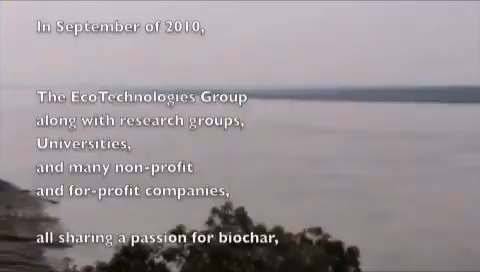 In September of 2010,
The EcoTechnologies Group
along with research groups,
Universities,
and many non-profit
and for-profit companies,
all sharing a passion for biochar,